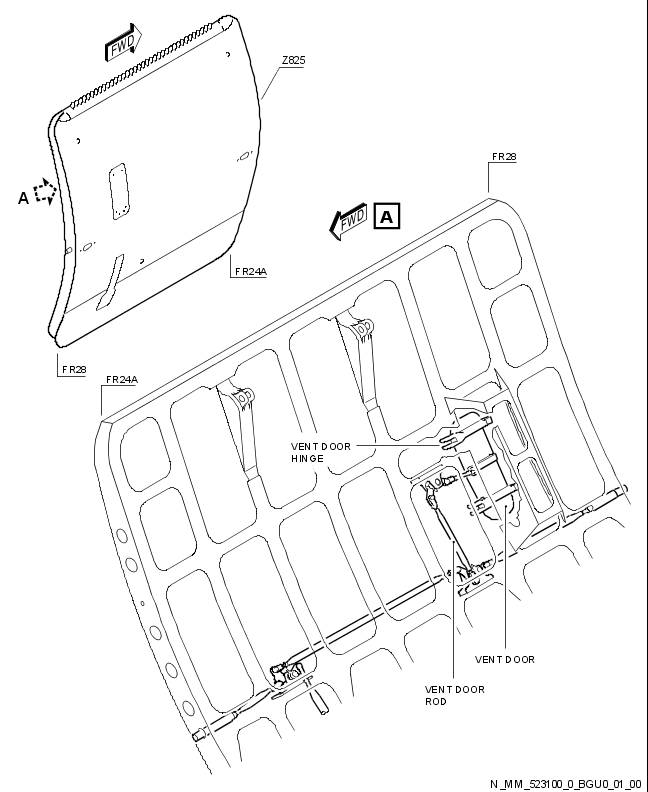 FWD
Z825
A
FR28
FWD
A
FR24A
FR28
FR24A
VENT DOOR
HINGE
VENT DOOR
VENT DOOR
ROD
N_MM_523100_0_BGU0_01_00